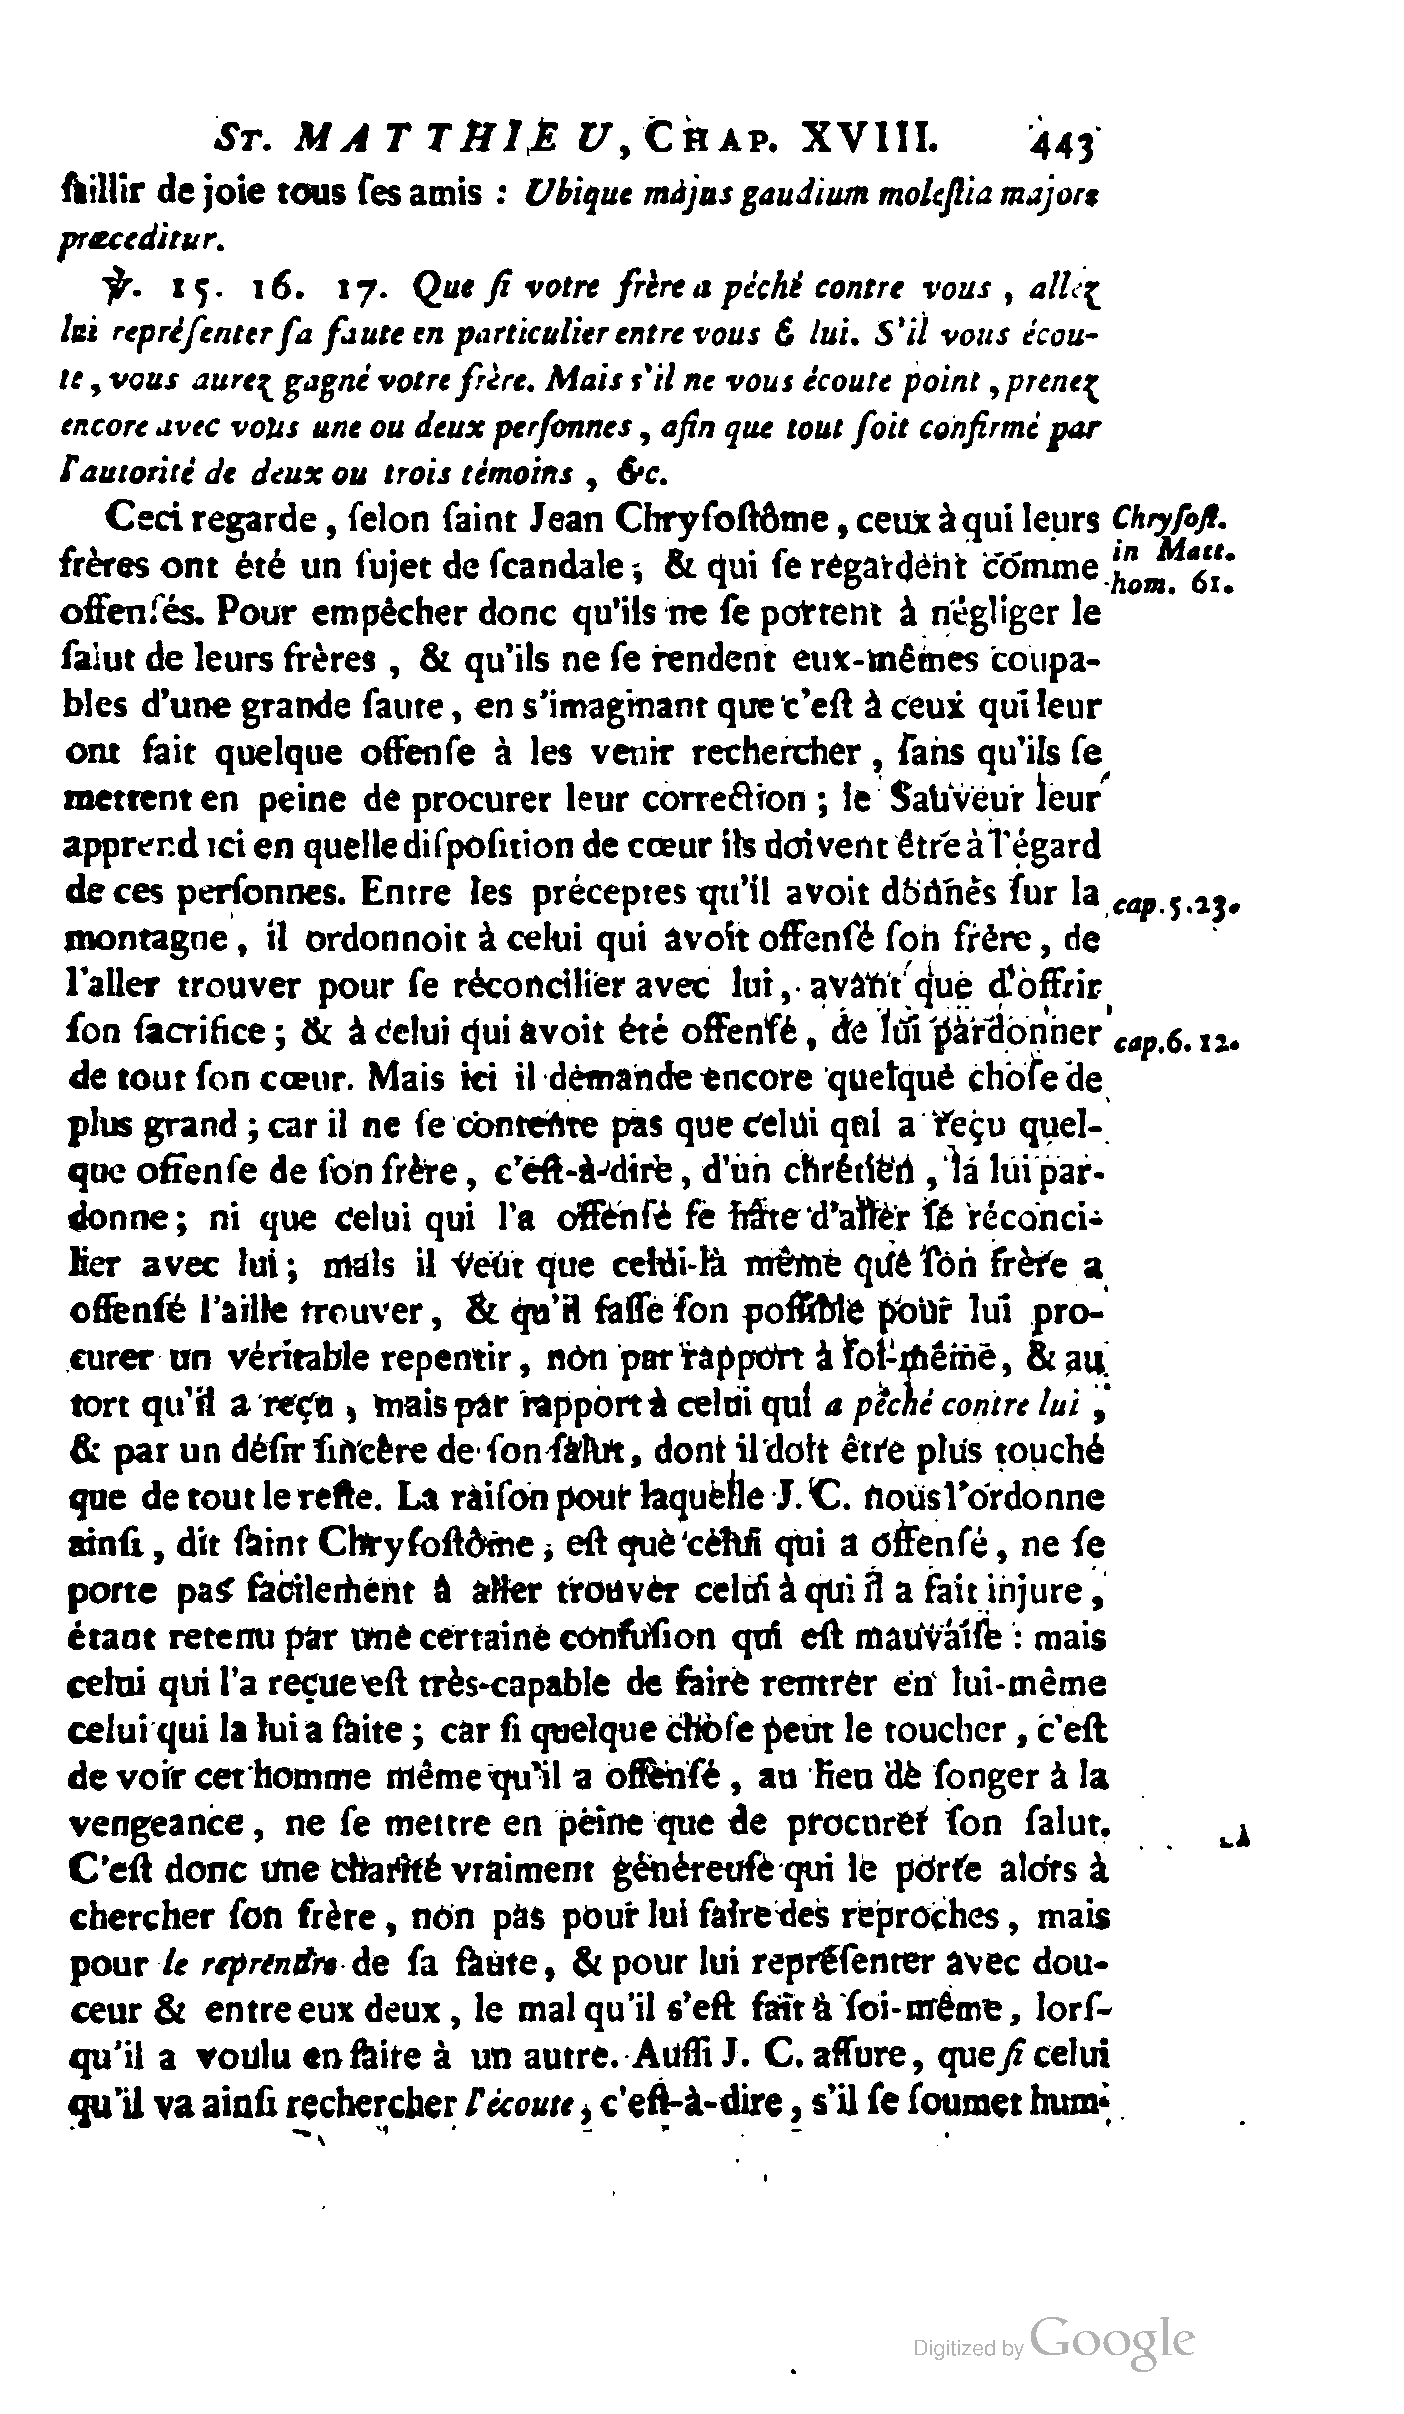 St. MATTHIEU, CHAP. XVIII. 443
ſaillir de joie tous ſes amis : Ubique majus gaudium moleſtia majore
præceditur.
℣. 15. 16. 17. Que ſi votre frère a péché contre vous , allez
lui repréſenter ſa faute en particulier entre vous & lui. S'il vous écou-
te , vous aurez gagné votre frère. Mais s'il ne vous écoute point , prenez
encore avec vous une ou deux perſonnes , afin que tout ſoit confirmé par
l'autorité de deux ou trois témoins , &c.
Ceci regarde , ſelon ſaint Jean Chryſoſtôme , ceux à qui leurs
Chryſoſt.
in Matt.
hom. 61.
frères ont été un ſujet de ſcandale ; & qui ſe regardent comme
offenſés. Pour empêcher donc qu'ils ne ſe portent à négliger le
ſalut de leurs frères , & qu'ils ne ſe rendent eux-mêmes coupa-
bles d'une grande faute , en s'imaginant que c'eſt à ceux qui leur
ont fait quelque offenſe à les venir rechercher , ſans qu'ils ſe
mettent en peine de procurer leur correction ; le Sauveur leur
apprend ici en quelle diſpoſition de cœur ils doivent être à l'égard
de ces perſonnes. Entre les préceptes qu'il avoit donnés ſur la
cap. 5. 23.
montagne , il ordonnoit à celui qui avoit offenſé ſon frère , de
l'aller trouver pour ſe réconcilier avec lui , avant que d'offrir
ſon ſacrifice ; & à celui qui avoit été offenſé , de lui pardonner
cap. 6. 12.
de tout ſon cœur. Mais ici il demande encore quelque choſe de
plus grand ; car il ne ſe contente pas que celui qui a reçu quel-
que offenſe de ſon frère , c'eſt-à-dire , d'un chrétien , la lui par-
donne ; ni que celui qui l'a offenſé ſe hâte d'aller ſe réconci-
lier avec lui ; mais il veut que celui-là même que ſon frère a
offenſé l'aille trouver , & qu'il faſſe ſon poſſible pour lui pro-
curer un véritable repentir , non par rapport à ſoi-même , & au
tort qu'il a reçu , mais par rapport à celui qui a péché contre lui ,
& par un déſir ſincère de ſon ſalut , dont il doit être plus touché
que de tout le reſte. La raiſon pour laquelle J. C. nous l'ordonne
ainſi , dit ſaint Chryſoſtôme , eſt que celui qui a offenſé , ne ſe
porte pas facilement à aller trouver celui à qui il a fait injure ,
étant retenu par une certaine confuſion qui eſt mauvaiſe : mais
celui qui l'a reçue eſt très-capable de faire rentrer en lui-même
celui qui la lui a faite ; car ſi quelque choſe peut le toucher , c'eſt
de voir cet homme même qu'il a offenſé , au lieu de ſonger à la
vengeance , ne ſe mettre en peine que de procurer ſon ſalut.
C'eſt donc une charité vraiment généreuſe qui le porte alors à
chercher ſon frère , non pas pour lui faire des reproches , mais
pour le reprendre de ſa faute , & pour lui repréſenter avec dou-
ceur & entre eux deux , le mal qu'il s'eſt fait à ſoi-même , lorſ-
qu'il a voulu en faire à un autre. Auſſi J. C. aſſure , que ſi celui
qu'il va ainſi rechercher l'écoute , c'eſt-à-dire , s'il ſe ſoumet hum-
Digitized by Google